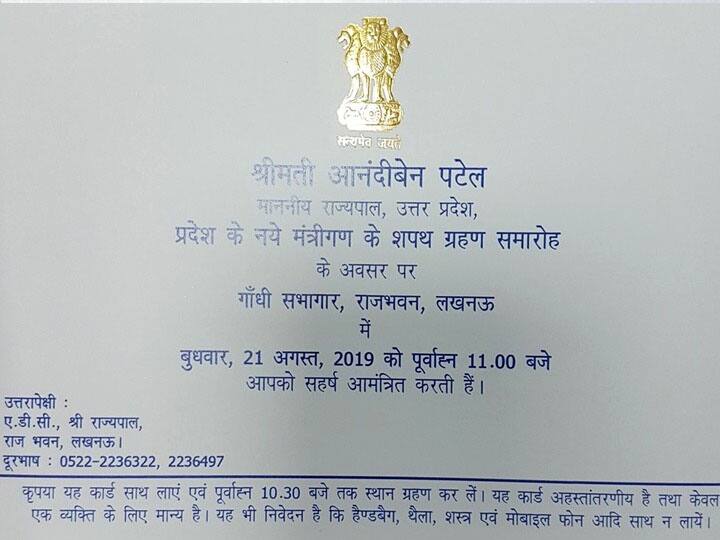 सत्यमेव जयते
श्रीमती आनंदीबेन पटेल
माननीय राज्यपाल, उत्तर प्रदेश,
प्रदेश के नये मंत्रीगण के शपथ ग्रहण समारोह
के अवसर पर
गाँधी सभागार, राजभवन, लखनऊ
में
बुधवार, 21 अगस्त, 2019 को पूर्वाह्न 11.00 बजे
आपको सहर्ष आमंत्रित करती हैं।
उत्तरापेक्षी :
ए.डी.सी., श्री राज्यपाल,
राज भवन, लखनऊ।
दूरभाष : 0522-2236322, 2236497
कृपया यह कार्ड साथ लाएं एवं पूर्वाह्न 10.30 बजे तक स्थान ग्रहण कर लें। यह कार्ड अहस्तांतरणीय है तथा केवल
एक व्यक्ति के लिए मान्य है। यह भी निवेदन है कि हैण्डबैग, थैला, शस्त्र एवं मोबाइल फोन आदि साथ न लायें।